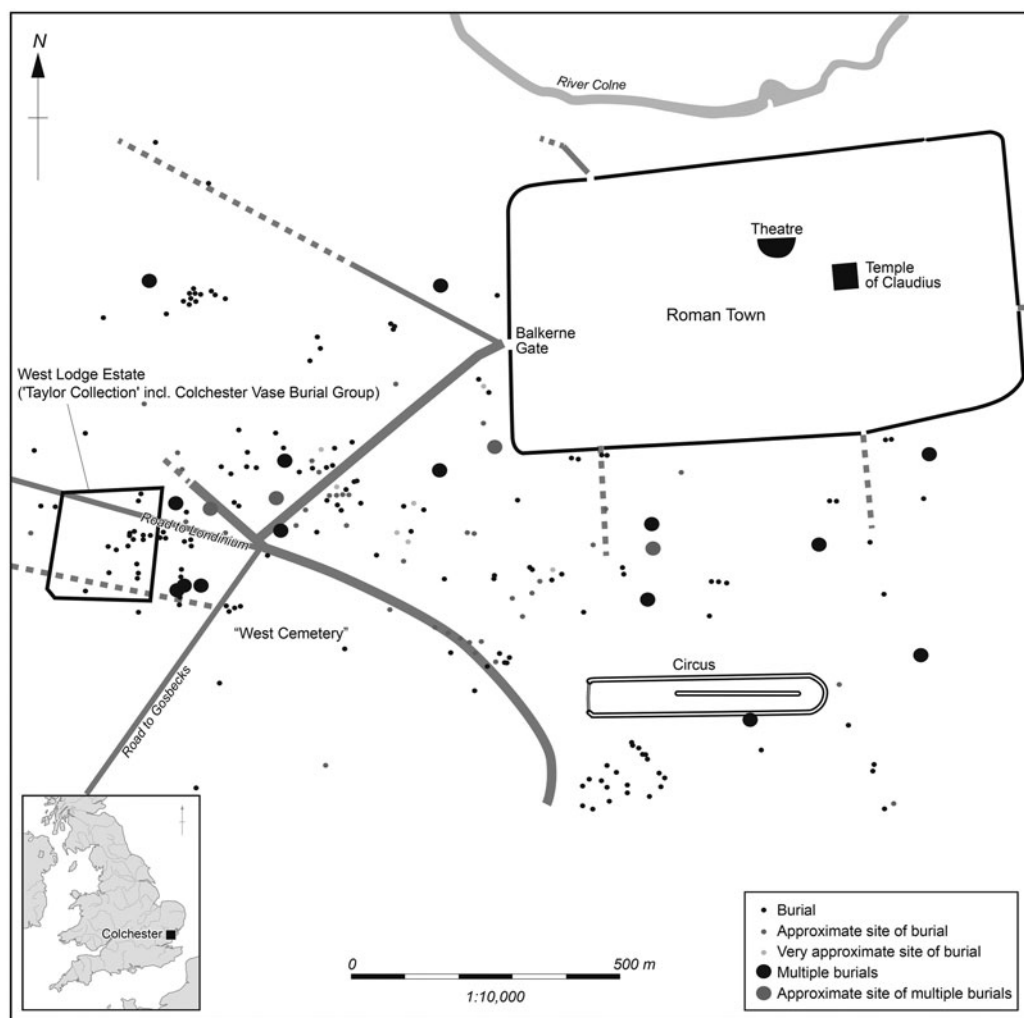 N
River Colne
Theatre
Temple
of Claudius
Roman Town
Balkerne
Gate
West Lodge Estate
('Taylor Collection' incl. Colchester Vase Burial Group)
Road to Londinium
"West Cemetery"
Circus
Road to Gosbecks
Colchester
0 500 m
1:10,000
Burial
Approximate site of burial
Very approximate site of burial
Multiple burials
Approximate site of multiple burials